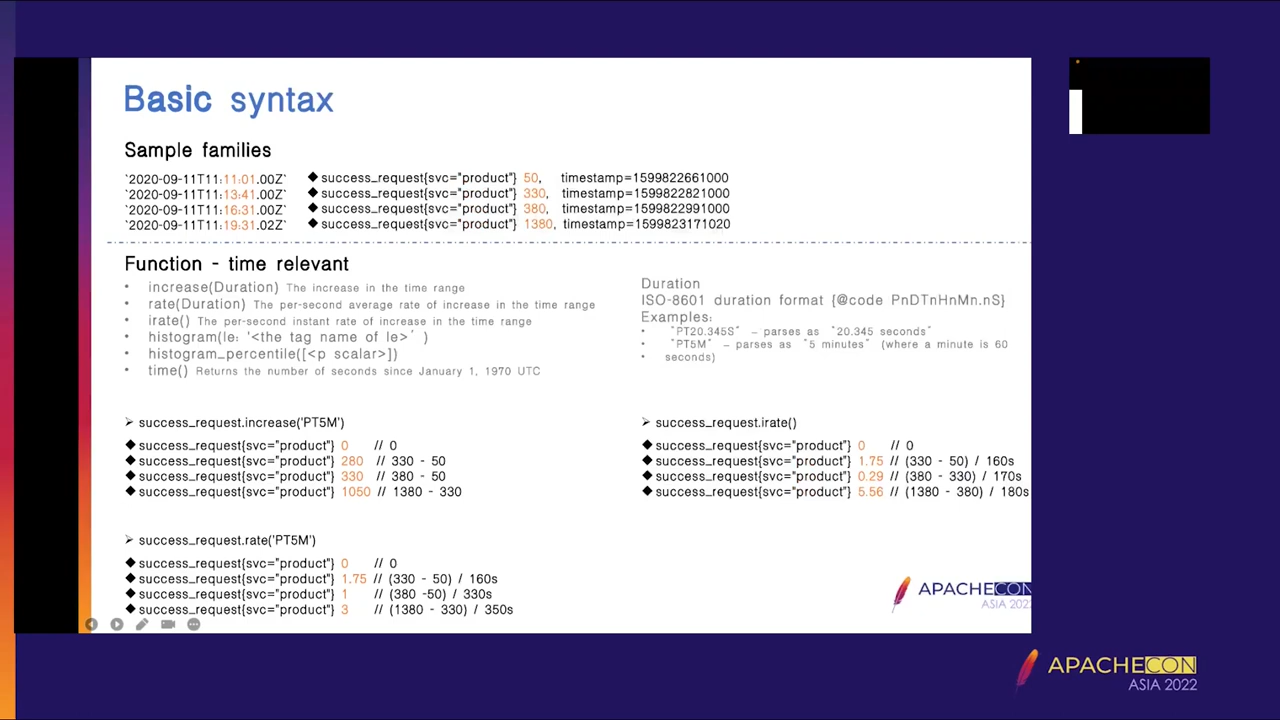 Basic syntax
Sample families
`2020-09-11T11:11:01.00Z` ◆ success_request{svc="product"} 50, timestamp=1599822661000
`2020-09-11T11:13:41.00Z` ◆ success_request{svc="product"} 330, timestamp=1599822821000
`2020-09-11T11:16:31.00Z` ◆ success_request{svc="product"} 380, timestamp=1599822991000
`2020-09-11T11:19:31.02Z` ◆ success_request{svc="product"} 1380, timestamp=1599823171020
Function - time relevant
• increase(Duration) The increase in the time range
• rate(Duration) The per-second average rate of increase in the time range
• irate() The per-second instant rate of increase in the time range
• histogram(le: '<the tag name of le>' )
• histogram_percentile([<p scalar>])
• time() Returns the number of seconds since January 1, 1970 UTC
Duration
ISO-8601 duration format {@code PnDTnHnMn.nS}
Examples:
• "PT20.345S" – parses as "20.345 seconds"
• "PT5M" – parses as "5 minutes" (where a minute is 60
• seconds)
➢ success_request.increase('PT5M')
◆ success_request{svc="product"} 0 // 0
◆ success_request{svc="product"} 280 // 330 - 50
◆ success_request{svc="product"} 330 // 380 - 50
◆ success_request{svc="product"} 1050 // 1380 - 330
➢ success_request.irate()
◆ success_request{svc="product"} 0 // 0
◆ success_request{svc="product"} 1.75 // (330 - 50) / 160s
◆ success_request{svc="product"} 0.29 // (380 - 330) / 170s
◆ success_request{svc="product"} 5.56 // (1380 - 380) / 180s
➢ success_request.rate('PT5M')
◆ success_request{svc="product"} 0 // 0
◆ success_request{svc="product"} 1.75 // (330 - 50) / 160s
◆ success_request{svc="product"} 1 // (380 -50) / 330s
◆ success_request{svc="product"} 3 // (1380 - 330) / 350s
APACHECON
ASIA 202
APACHECON
ASIA 2022